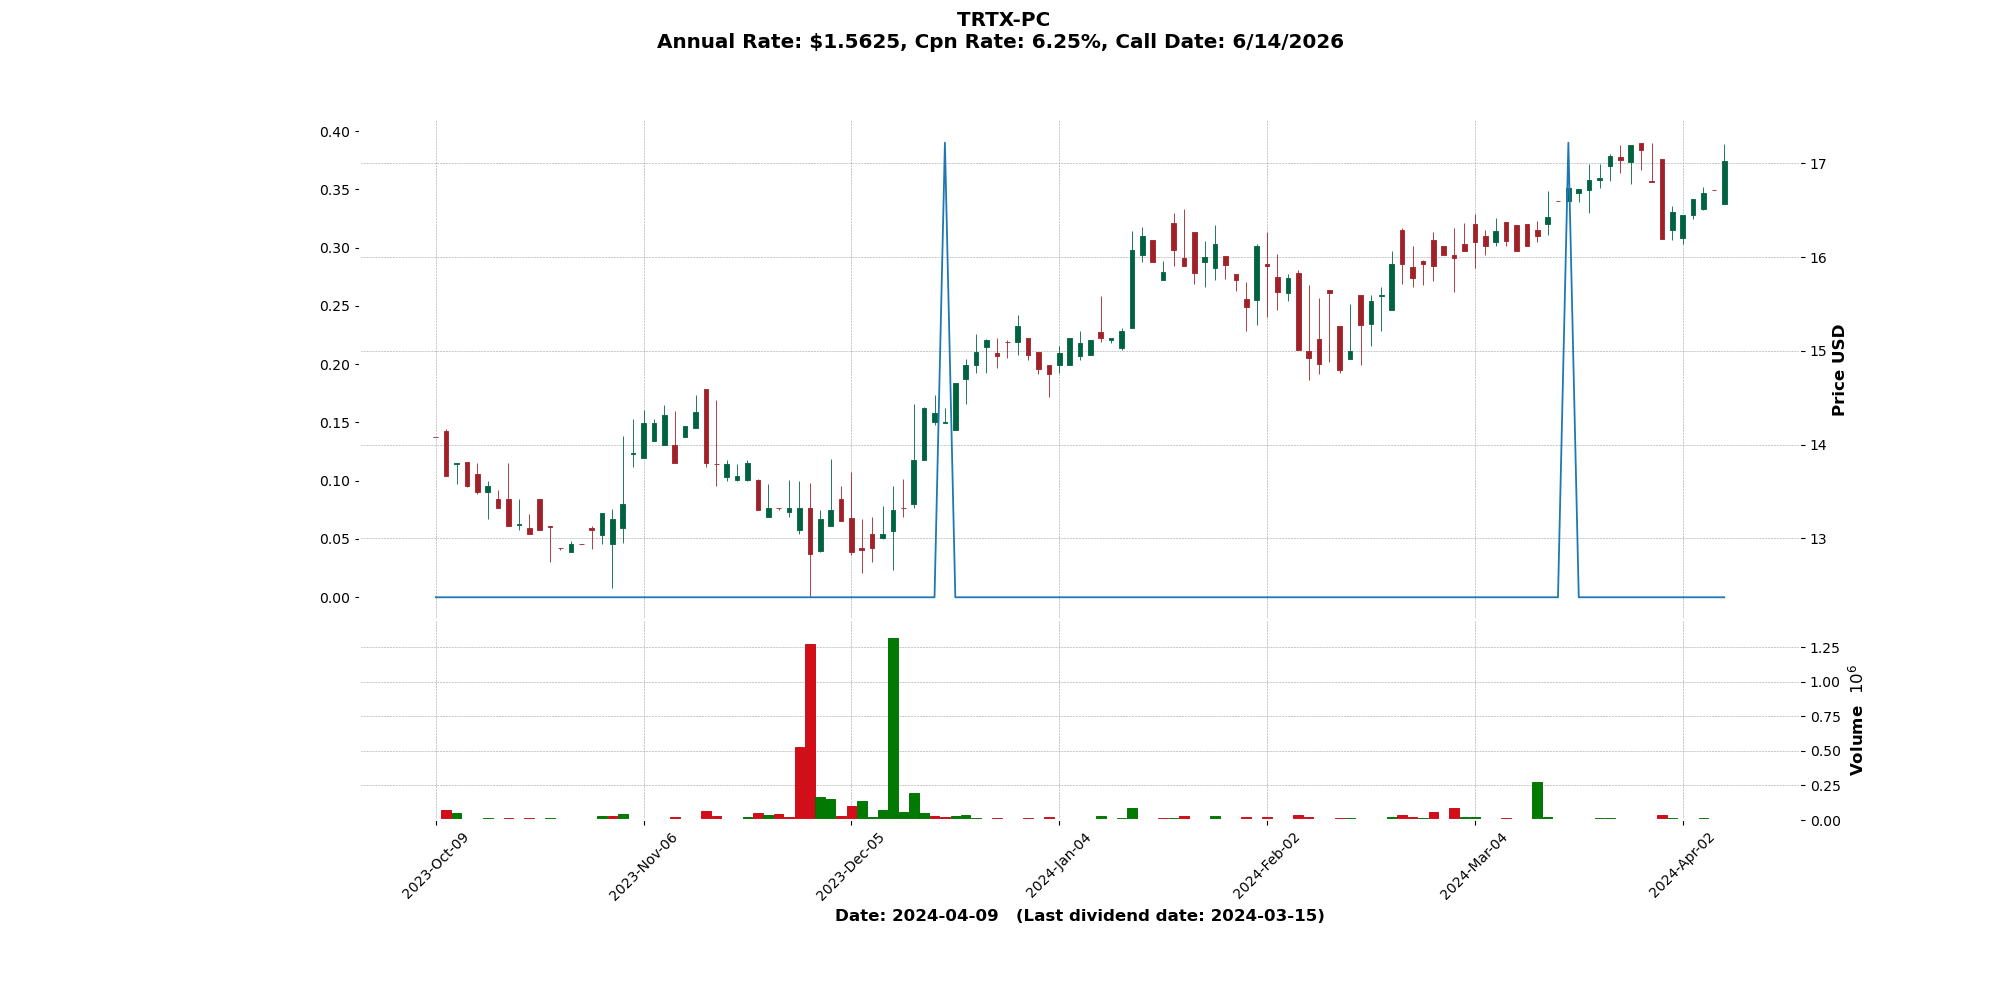 TRTX-PC
Annual Rate: $1.5625, Cpn Rate: 6.25%, Call Date: 6/14/2026
0.40
0.35
0.30
0.25
0.20
0.15
0.10
0.05
0.00
17
16
15
14
13
Price USD
1.25
1.00
0.75
0.50
0.25
0.00
Volume 10^6
2023-Oct-09
2023-Nov-06
2023-Dec-05
2024-Jan-04
2024-Feb-02
2024-Mar-04
2024-Apr-02
Date: 2024-04-09 (Last dividend date: 2024-03-15)